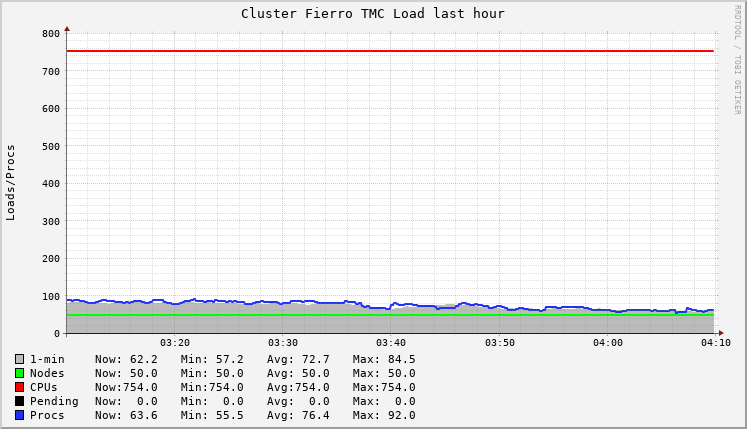 Cluster Fierro TMC Load last hour
RRDTOOL / TOBI OETIKER
Loads/Procs
800
700
600
500
400
300
200
100
0
03:20 03:30 03:40 03:50 04:00 04:10
1-min Now: 62.2 Min: 57.2 Avg: 72.7 Max: 84.5
Nodes Now: 50.0 Min: 50.0 Avg: 50.0 Max: 50.0
CPUs Now:754.0 Min:754.0 Avg:754.0 Max:754.0
Pending Now: 0.0 Min: 0.0 Avg: 0.0 Max: 0.0
Procs Now: 63.6 Min: 55.5 Avg: 76.4 Max: 92.0